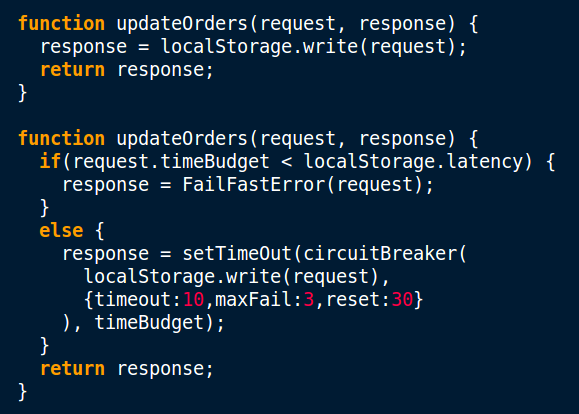 function updateOrders(request, response) {
  response = localStorage.write(request);
  return response;
}

function updateOrders(request, response) {
  if(request.timeBudget < localStorage.latency) {
    response = FailFastError(request);
  }
  else {
    response = setTimeOut(circuitBreaker(
      localStorage.write(request),
      {timeout:10,maxFail:3,reset:30}
    ), timeBudget);
  }
  return response;
}